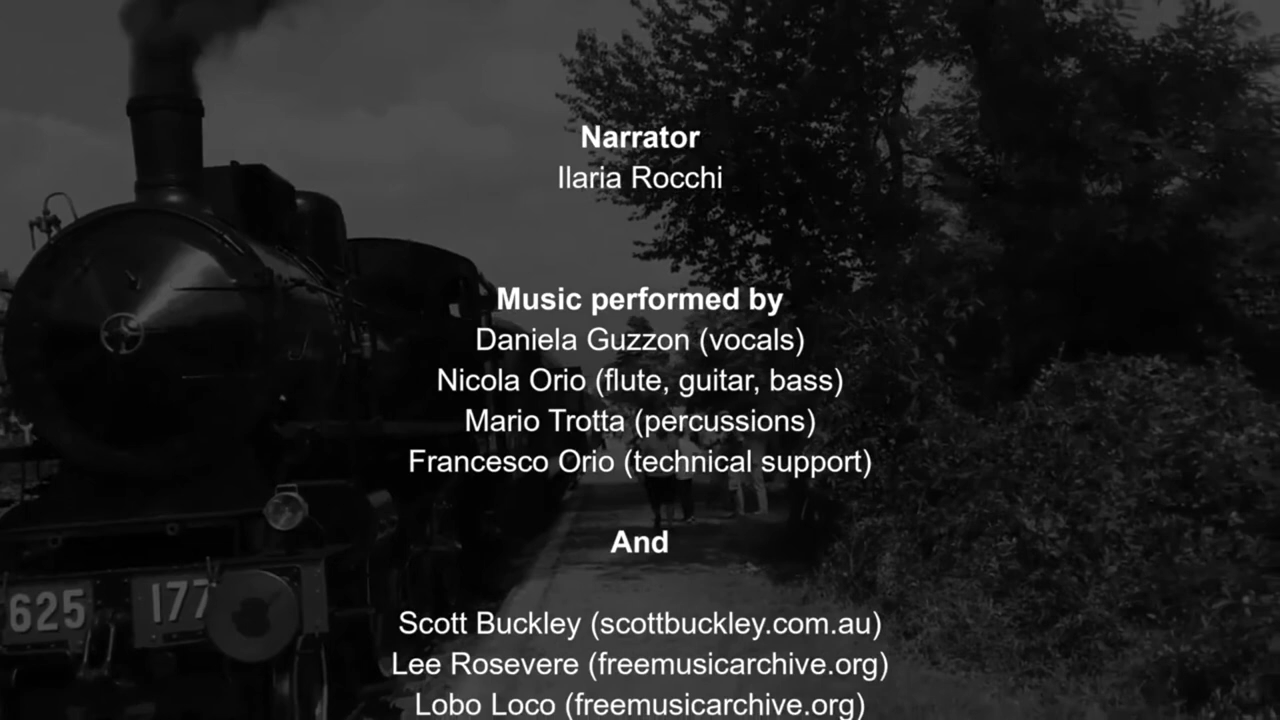 Narrator
Ilaria Rocchi
Music performed by
Daniela Guzzon (vocals)
Nicola Orio (flute, guitar, bass)
Mario Trotta (percussions)
Francesco Orio (technical support)
And
625 177
Scott Buckley (scottbuckley.com.au)
Lee Rosevere (freemusicarchive.org)
Lobo Loco (freemusicarchive.org)